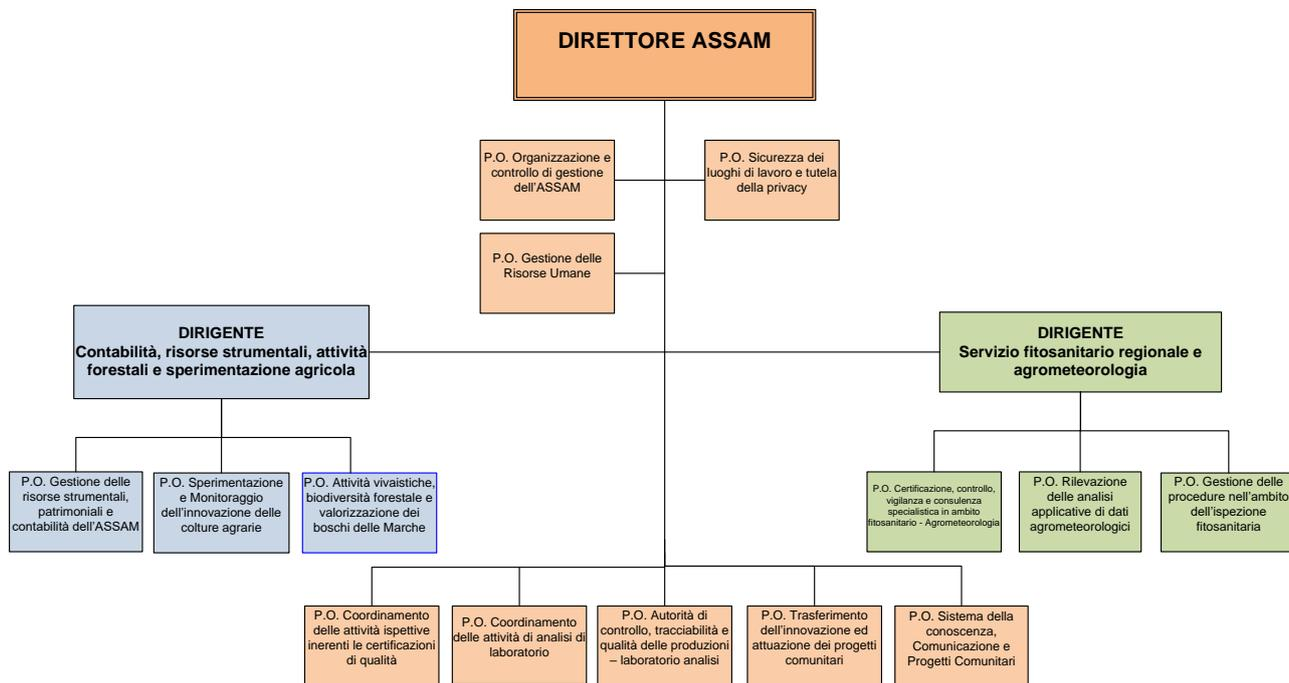 DIRETTORE ASSAM
P.O. Organizzazione e
controllo di gestione
dell'ASSAM
P.O. Sicurezza dei
luoghi di lavoro e tutela
della privacy
P.O. Gestione delle
Risorse Umane
DIRIGENTE
Contabilità, risorse strumentali, attività
forestali e sperimentazione agricola
DIRIGENTE
Servizio fitosanitario regionale e
agrometeorologia
P.O. Gestione delle
risorse strumentali,
patrimoniali e
contabilità dell'ASSAM
P.O. Sperimentazione
e Monitoraggio
dell'innovazione delle
colture agrarie
P.O. Attività vivaistiche,
biodiversità forestale e
valorizzazione dei
boschi delle Marche
P.O. Certificazione, controllo,
vigilanza e consulenza
specialistica in ambito
fitosanitario - Agrometeorologia
P.O. Rilevazione
delle analisi
applicative di dati
agrometeorologici
P.O. Gestione delle
procedure nell'ambito
dell'ispezione
fitosanitaria
P.O. Coordinamento
delle attività ispettive
inerenti le certificazioni
di qualità
P.O. Coordinamento
delle attività di analisi di
laboratorio
P.O. Autorità di
controllo, tracciabilità e
qualità delle produzioni
– laboratorio analisi
P.O. Trasferimento
dell'innovazione ed
attuazione dei progetti
comunitari
P.O. Sistema della
conoscenza,
Comunicazione e
Progetti Comunitari